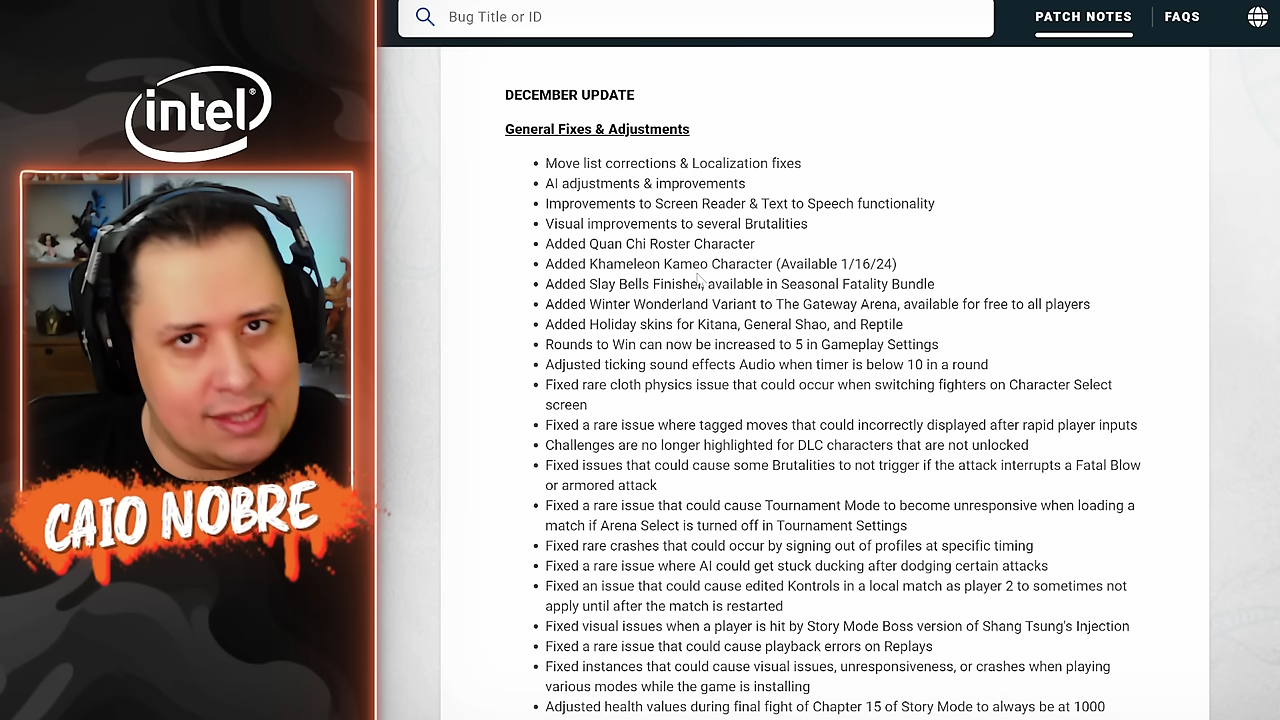 Bug Title or ID
PATCH NOTES
FAQS
intel®
CAIO NOBRE
DECEMBER UPDATE
General Fixes & Adjustments
• Move list corrections & Localization fixes
• AI adjustments & improvements
• Improvements to Screen Reader & Text to Speech functionality
• Visual improvements to several Brutalities
• Added Quan Chi Roster Character
• Added Khameleon Kameo Character (Available 1/16/24)
• Added Slay Bells Finisher, available in Seasonal Fatality Bundle
• Added Winter Wonderland Variant to The Gateway Arena, available for free to all players
• Added Holiday skins for Kitana, General Shao, and Reptile
• Rounds to Win can now be increased to 5 in Gameplay Settings
• Adjusted ticking sound effects Audio when timer is below 10 in a round
• Fixed rare cloth physics issue that could occur when switching fighters on Character Select
screen
• Fixed a rare issue where tagged moves that could incorrectly displayed after rapid player inputs
• Challenges are no longer highlighted for DLC characters that are not unlocked
• Fixed issues that could cause some Brutalities to not trigger if the attack interrupts a Fatal Blow
or armored attack
• Fixed a rare issue that could cause Tournament Mode to become unresponsive when loading a
match if Arena Select is turned off in Tournament Settings
• Fixed rare crashes that could occur by signing out of profiles at specific timing
• Fixed a rare issue where AI could get stuck ducking after dodging certain attacks
• Fixed an issue that could cause edited Kontrols in a local match as player 2 to sometimes not
apply until after the match is restarted
• Fixed visual issues when a player is hit by Story Mode Boss version of Shang Tsung's Injection
• Fixed a rare issue that could cause playback errors on Replays
• Fixed instances that could cause visual issues, unresponsiveness, or crashes when playing
various modes while the game is installing
• Adjusted health values during final fight of Chapter 15 of Story Mode to always be at 1000